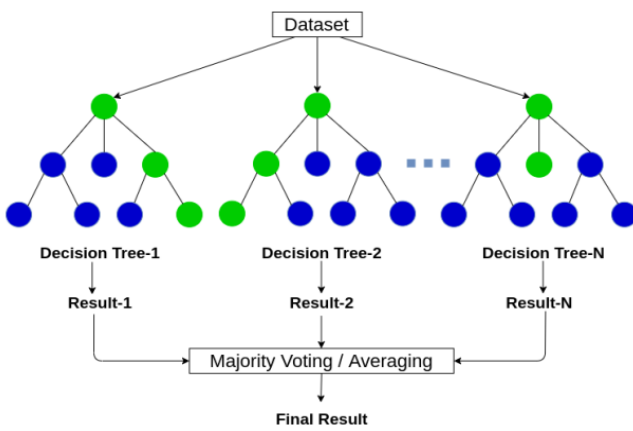 Dataset
Decision Tree-1
Decision Tree-2
Decision Tree-N
Result-1
Result-2
Result-N
Majority Voting / Averaging
Final Result